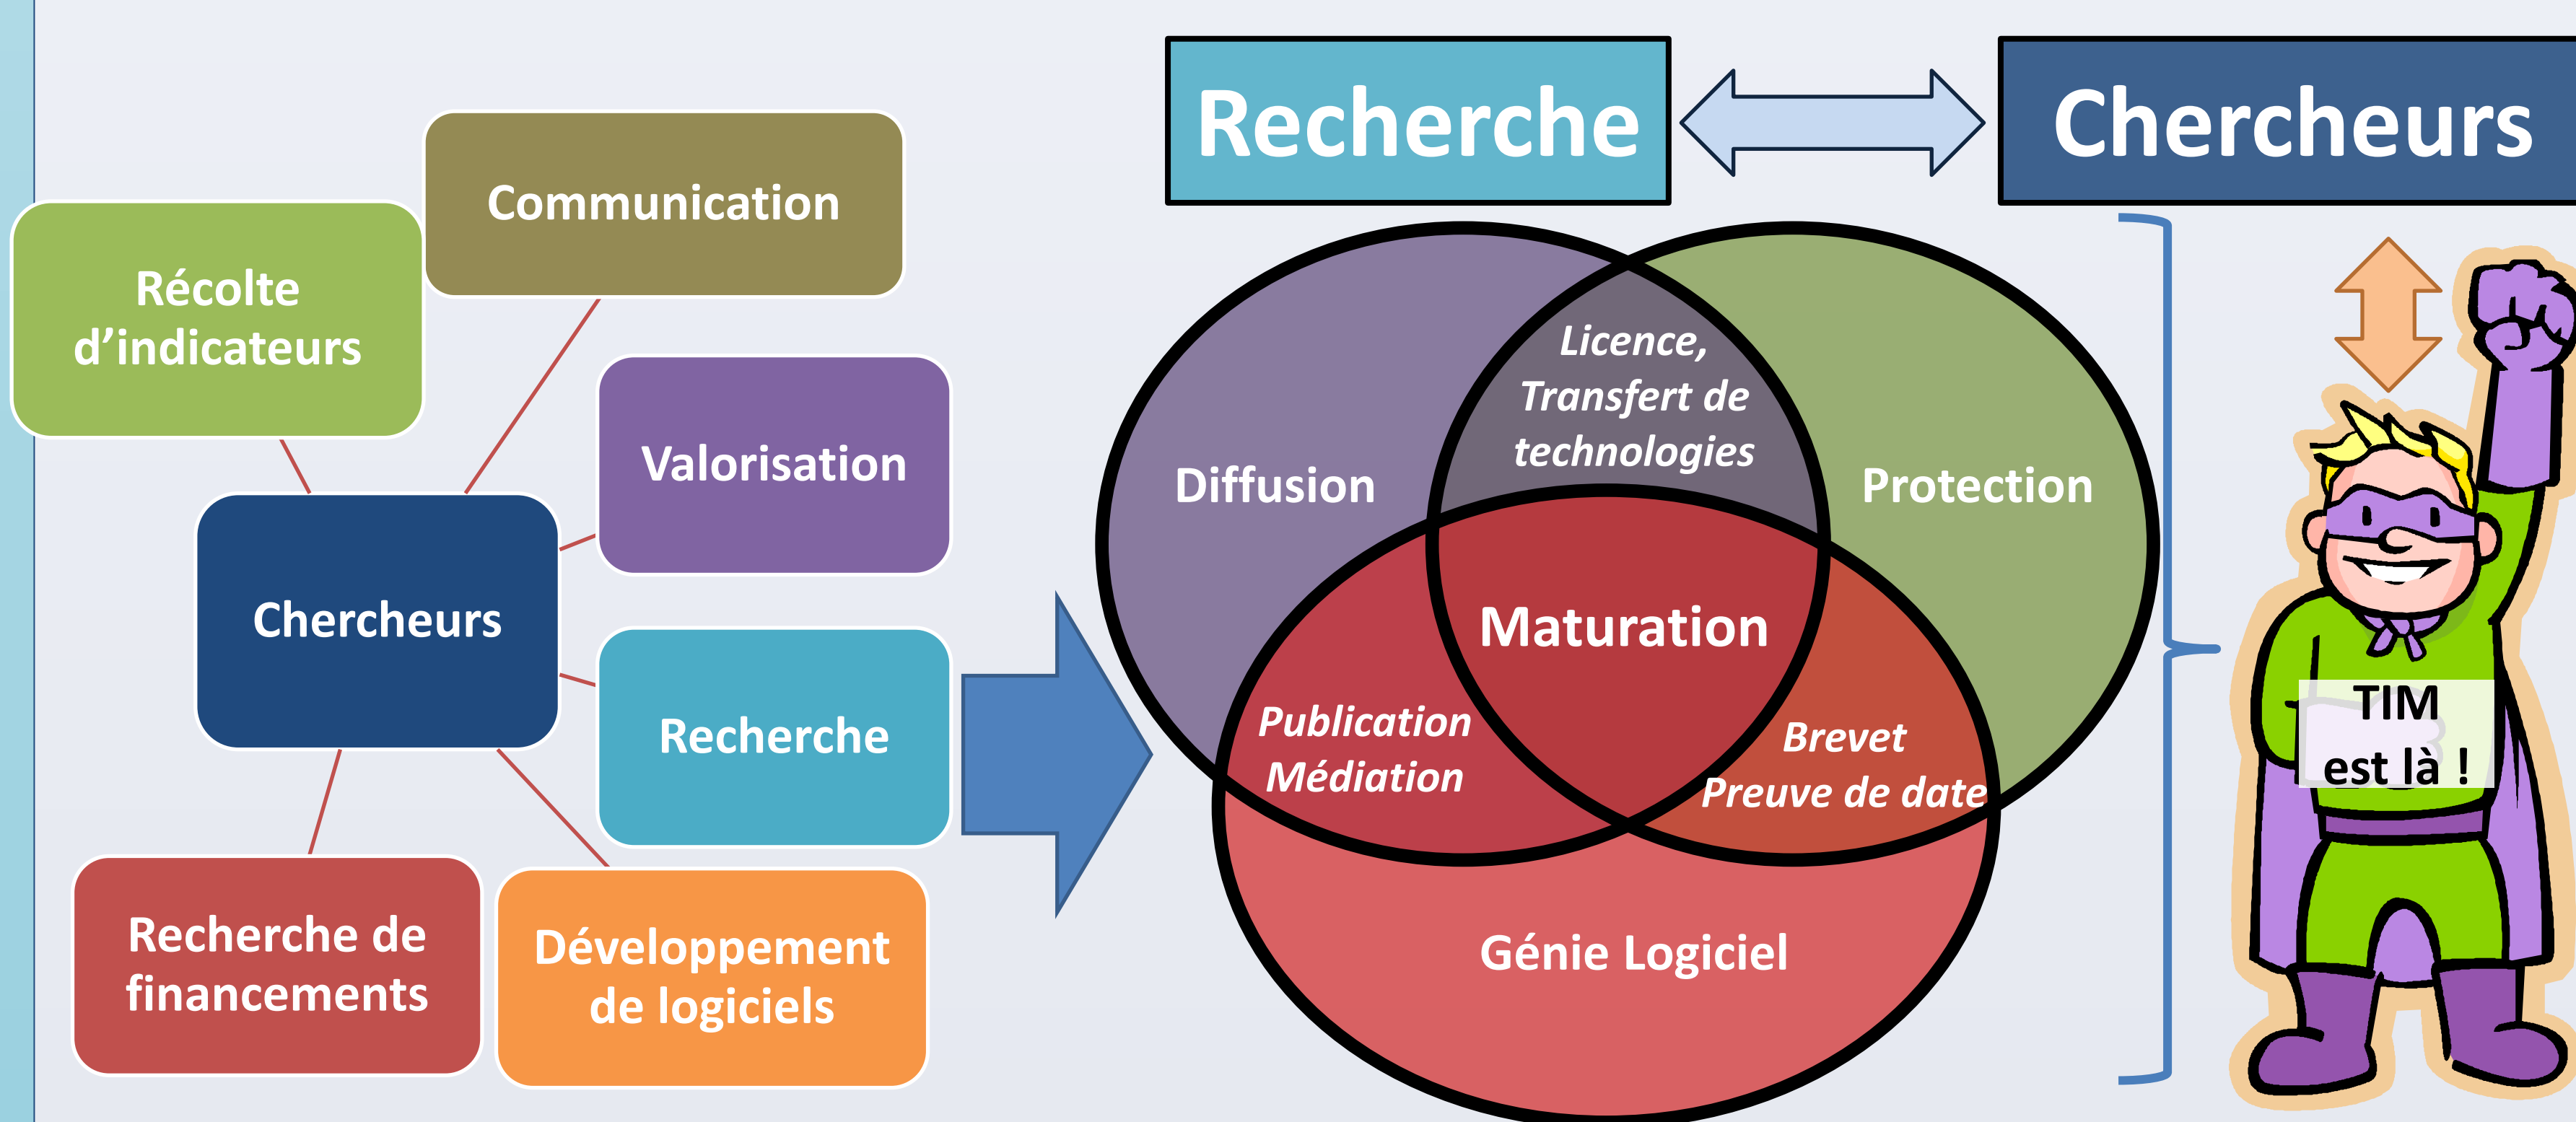 Communication
Récolte
d’indicateurs
Valorisation
Chercheurs
Recherche
Recherche de
financements
Développement
de logiciels
Recherche
Chercheurs
Licence,
Transfert de
technologies
Diffusion
Protection
Maturation
Publication
Médiation
Brevet
Preuve de date
Génie Logiciel
TIM
est là !